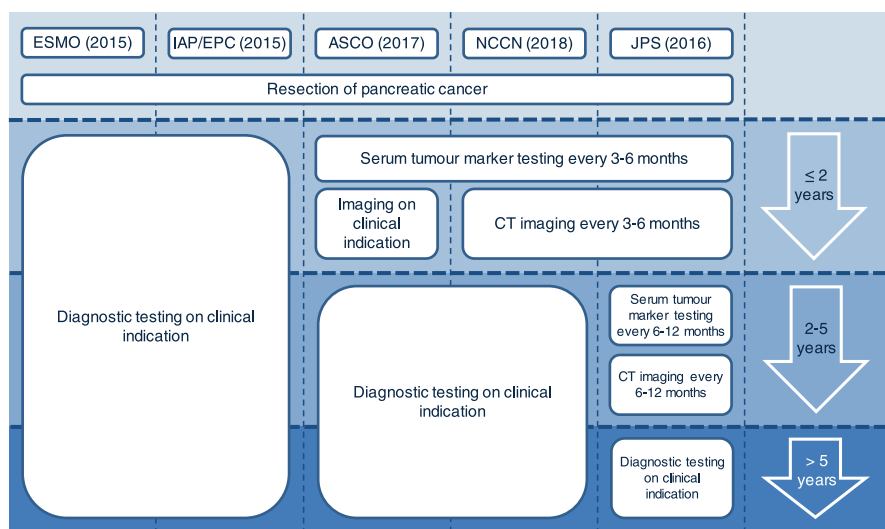 ESMO (2015)
IAP/EPC (2015)
ASCO (2017)
NCCN (2018)
JPS (2016)
Resection of pancreatic cancer
Serum tumour marker testing every 3-6 months
Imaging on
clinical
indication
CT imaging every 3-6 months
≤ 2
years
Diagnostic testing on clinical
indication
Diagnostic testing on clinical
indication
Serum tumour
marker testing
every 6-12 months
CT imaging every
6-12 months
2-5
years
Diagnostic testing
on clinical
indication
> 5
years